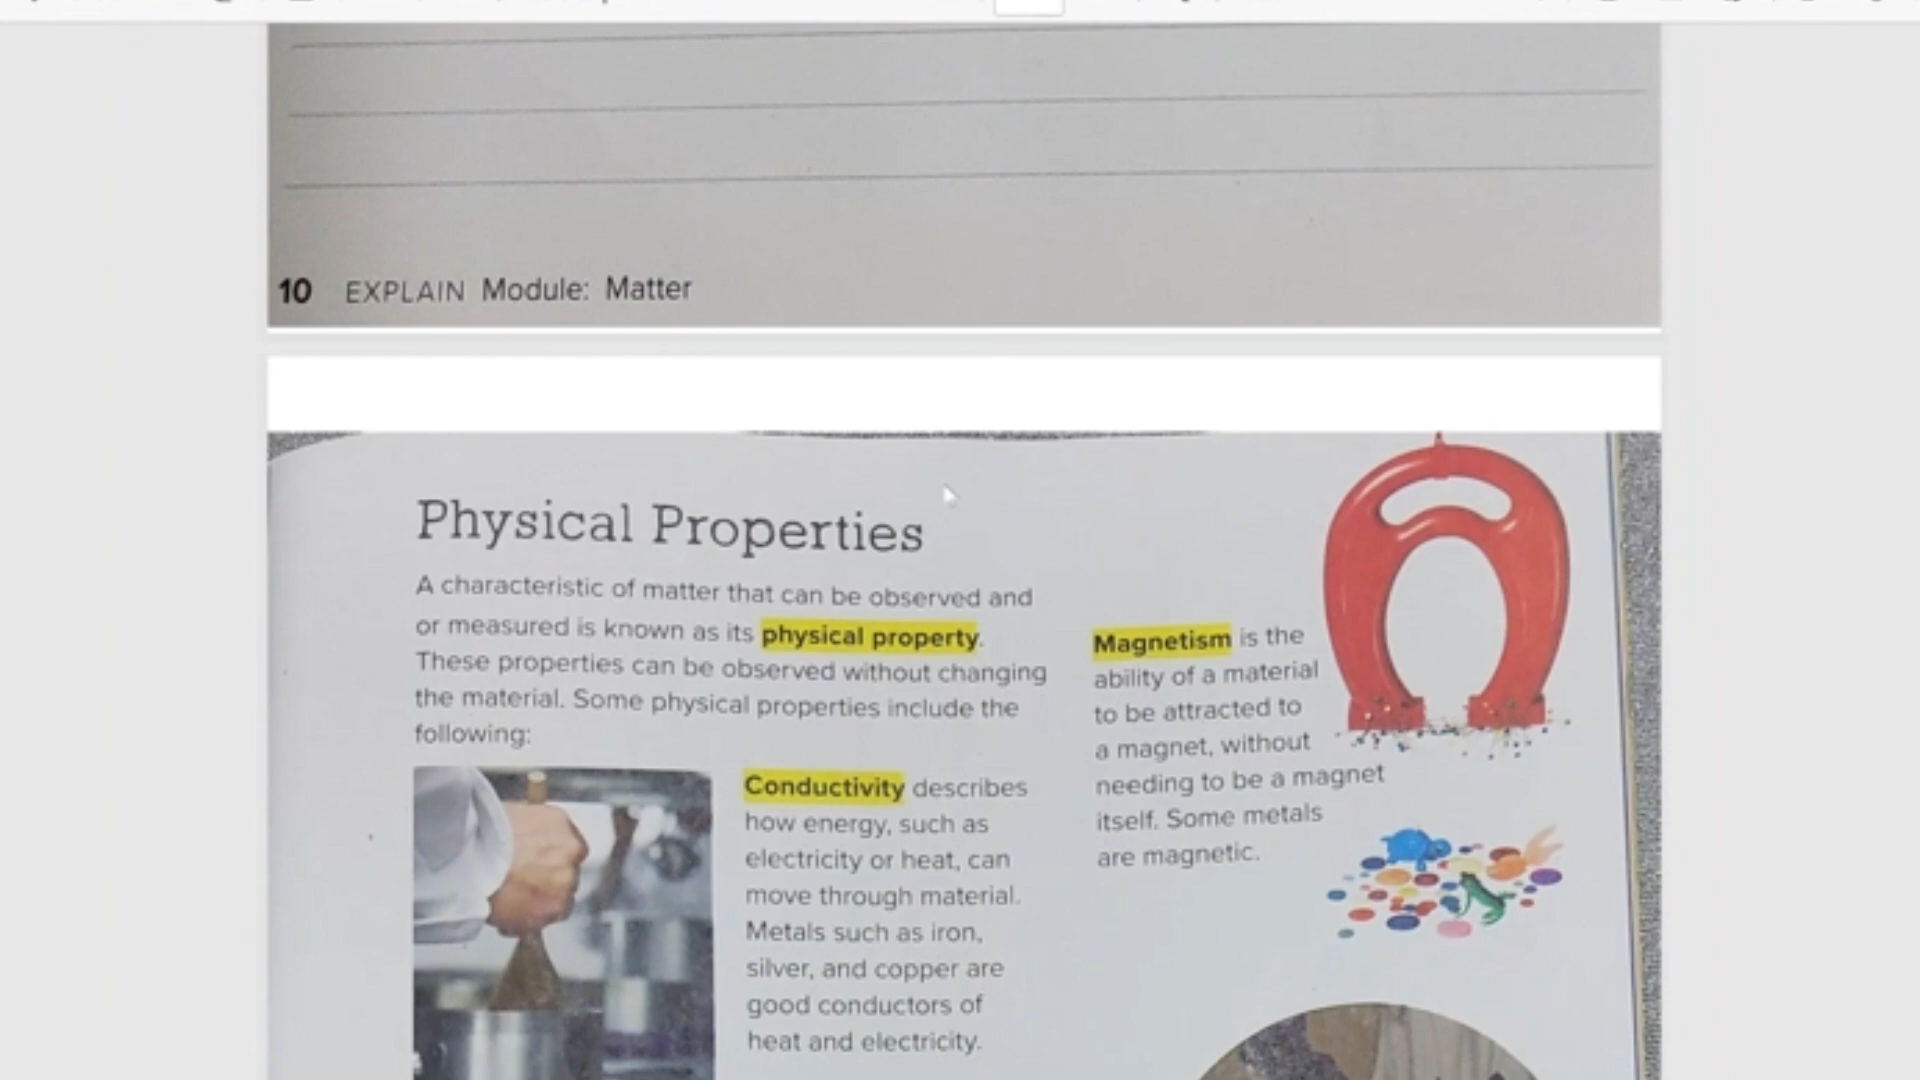 10 EXPLAIN Module: Matter
Physical Properties
A characteristic of matter that can be observed and
or measured is known as its physical property.
These properties can be observed without changing
the material. Some physical properties include the
following:
Conductivity describes
how energy, such as
electricity or heat, can
move through material.
Metals such as iron,
silver, and copper are
good conductors of
heat and electricity.
Magnetism is the
ability of a material
to be attracted to
a magnet, without
needing to be a magnet
itself. Some metals
are magnetic.